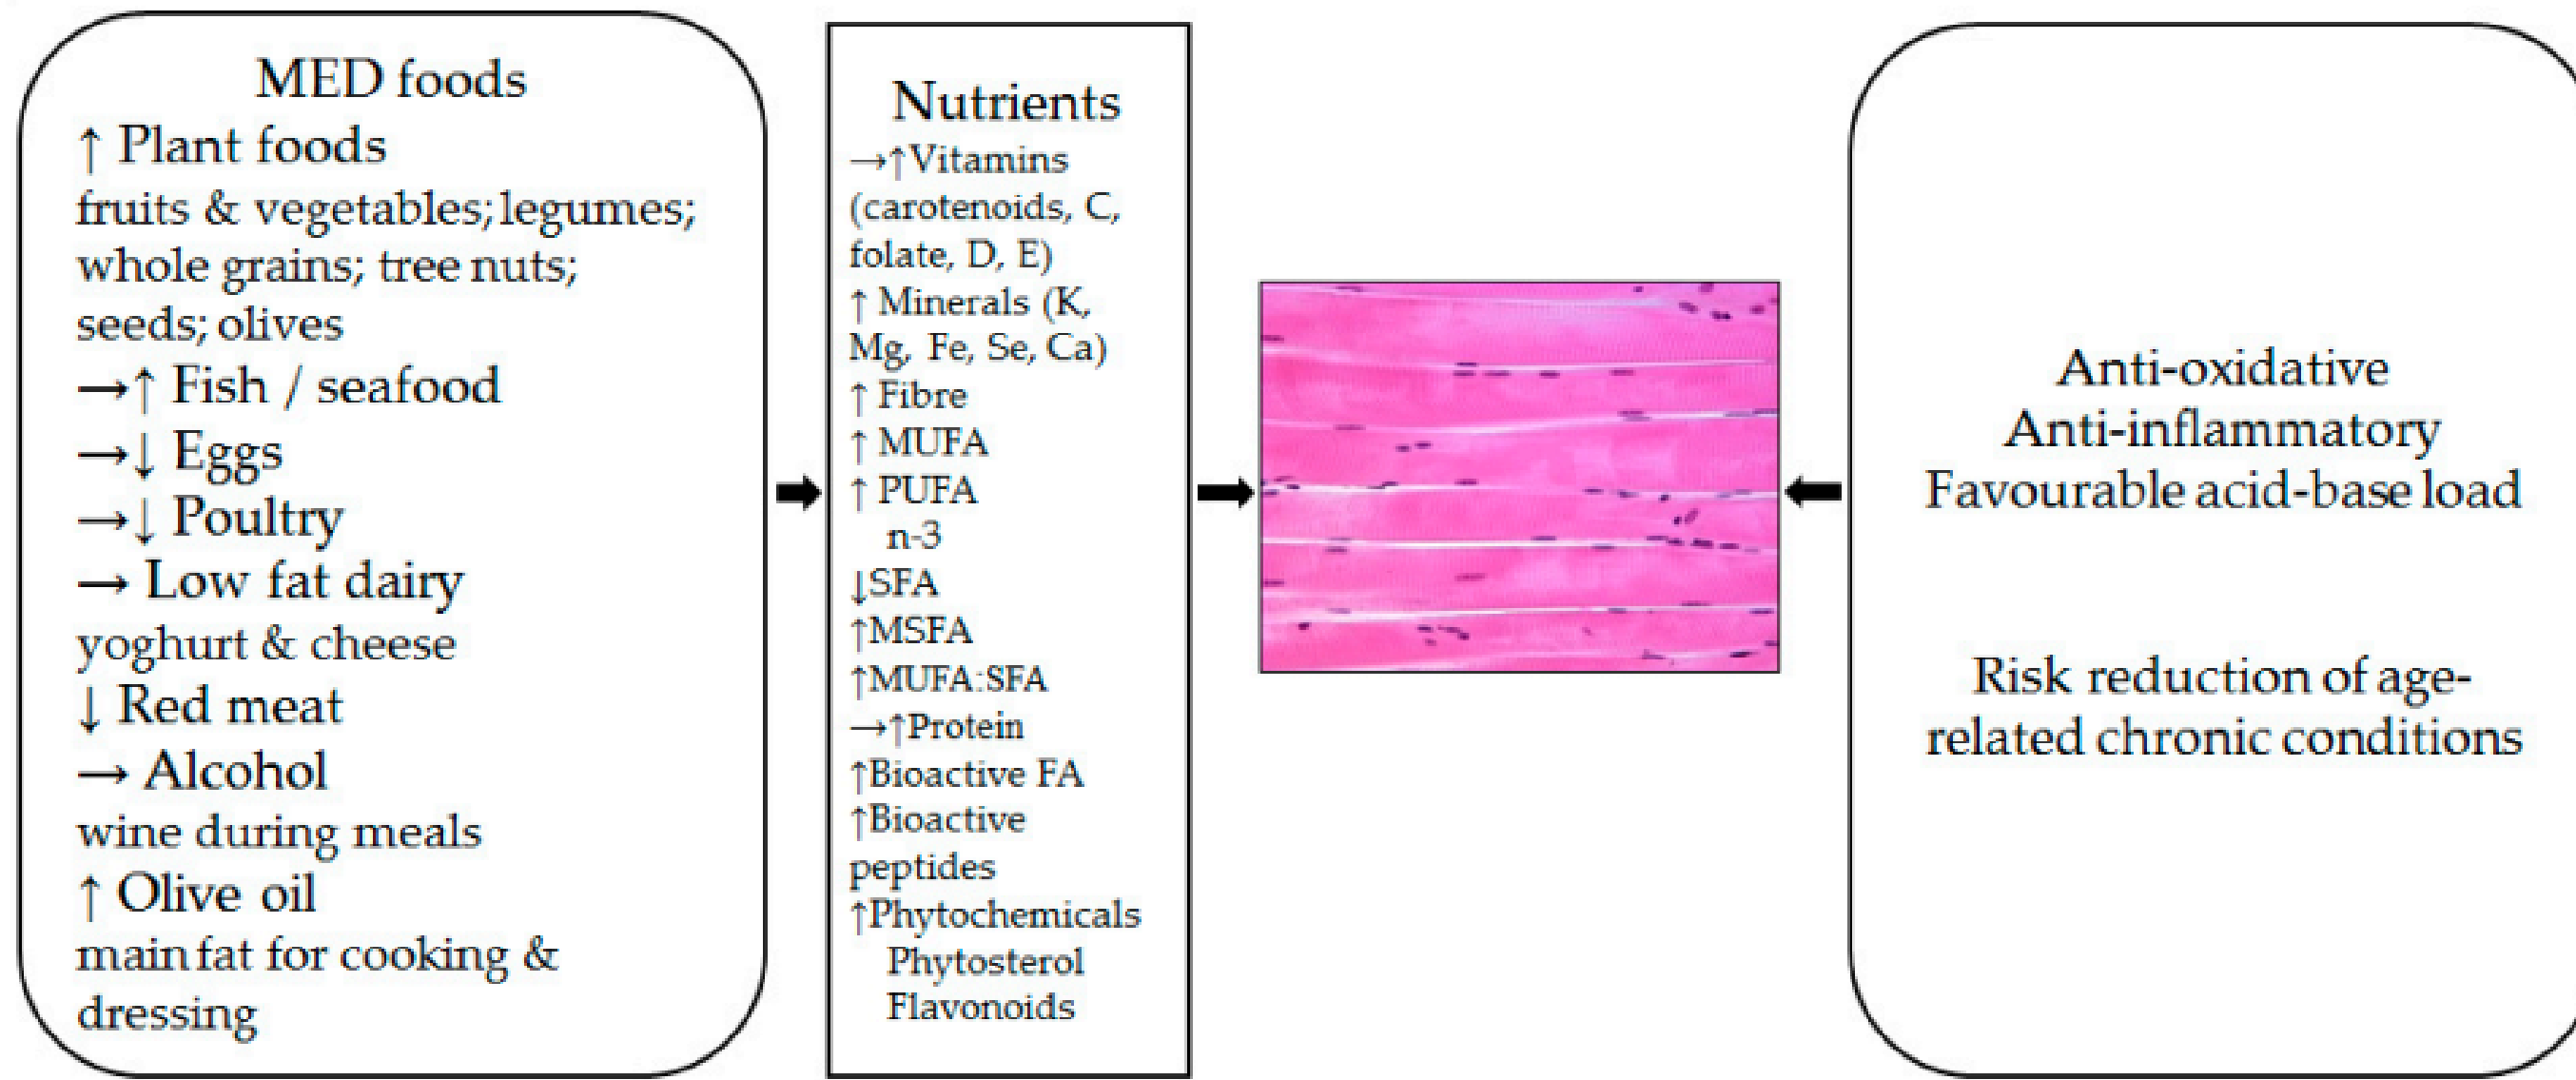 MED foods
↑ Plant foods
fruits & vegetables; legumes;
whole grains; tree nuts;
seeds; olives
→↑ Fish / seafood
→↓ Eggs
→↓ Poultry
→ Low fat dairy
yoghurt & cheese
↓ Red meat
→ Alcohol
wine during meals
↑ Olive oil
main fat for cooking &
dressing
Nutrients
→↑Vitamins
(carotenoids, C,
folate, D, E)
↑ Minerals (K,
Mg, Fe, Se, Ca)
↑ Fibre
↑ MUFA
↑ PUFA
n-3
↓SFA
↑MSFA
↑MUFA:SFA
→↑Protein
↑Bioactive FA
↑Bioactive
peptides
↑Phytochemicals
Phytosterol
Flavonoids
Anti-oxidative
Anti-inflammatory
Favourable acid-base load
Risk reduction of age-
related chronic conditions